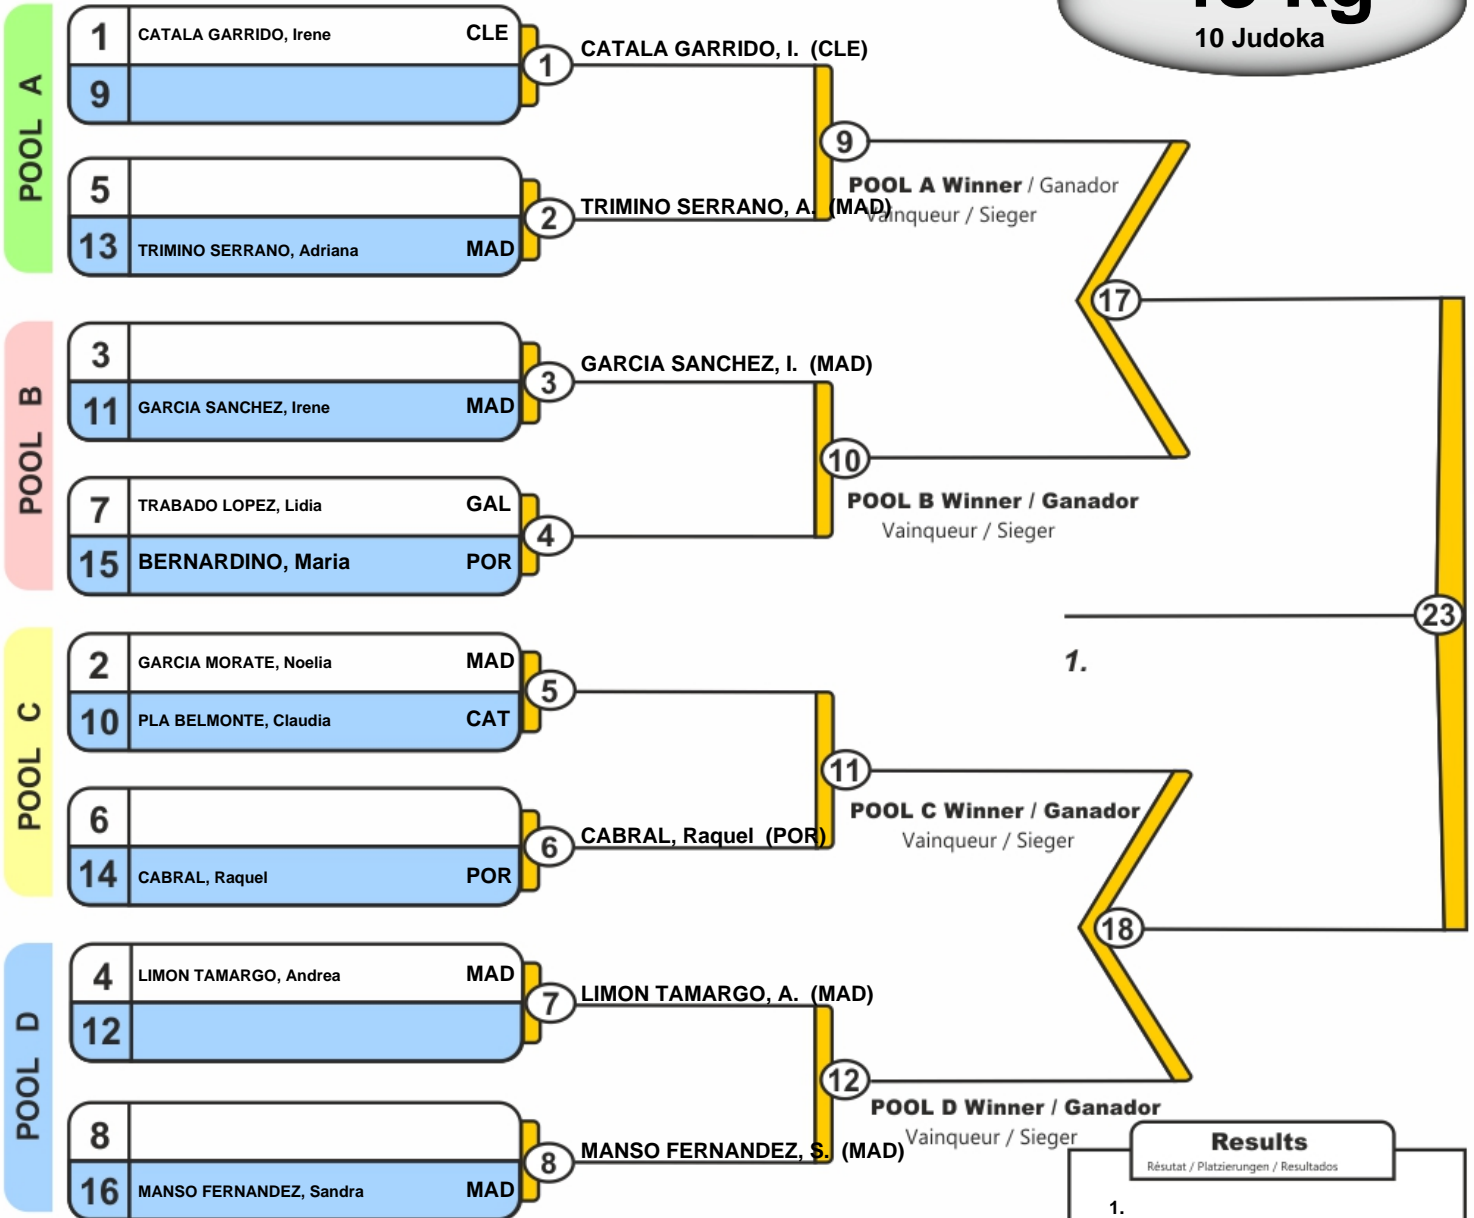 10 Judoka
POOL A
1 CATALA GARRIDO, Irene CLE
9
1 CATALA GARRIDO, I. (CLE)
5
13 TRIMINO SERRANO, Adriana MAD
2 TRIMINO SERRANO, A. (MAD)
9
POOL A Winner / Ganador
Vainqueur / Sieger
17
POOL B
3
11 GARCIA SANCHEZ, Irene MAD
3 GARCIA SANCHEZ, I. (MAD)
7 TRABADO LOPEZ, Lidia GAL
15 BERNARDINO, Maria POR
4
10
POOL B Winner / Ganador
Vainqueur / Sieger
23
1.
POOL C
2 GARCIA MORATE, Noelia MAD
10 PLA BELMONTE, Claudia CAT
5
6
14 CABRAL, Raquel POR
6 CABRAL, Raquel (POR)
11
POOL C Winner / Ganador
Vainqueur / Sieger
18
POOL D
4 LIMON TAMARGO, Andrea MAD
12
7 LIMON TAMARGO, A. (MAD)
8
16 MANSO FERNANDEZ, Sandra MAD
8 MANSO FERNANDEZ, S. (MAD)
12
POOL D Winner / Ganador
Vainqueur / Sieger
Results
Résutat / Platzierungen / Resultados
1.